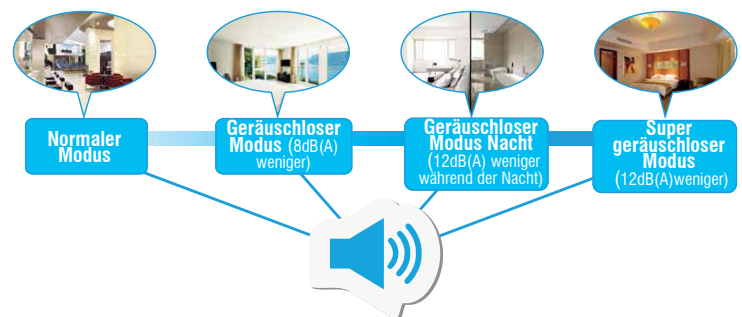 Normaler
Modus
Geräuschloser
Modus (8dB(A)
weniger)
Geräuschloser
Modus Nacht
(12dB(A) weniger
während der Nacht)
Super
geräuschloser
Modus
(12dB(A)weniger)